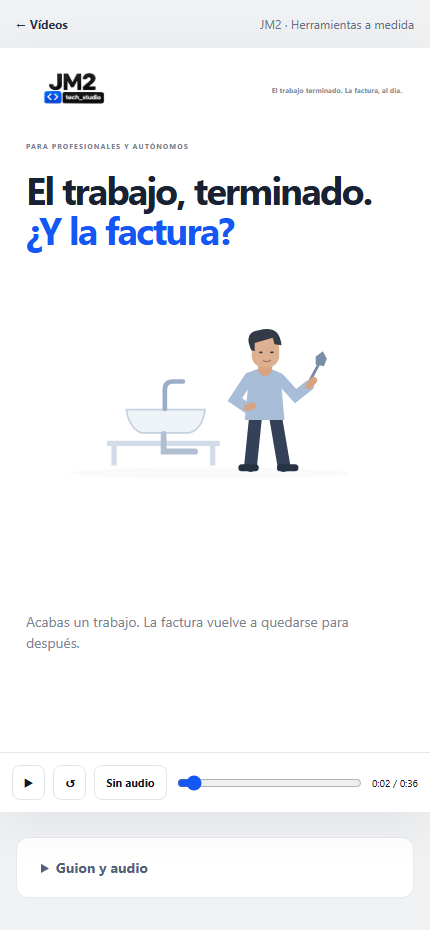 ← Vídeos
JM2 · Herramientas a medida
JM2
<> tech_studio
El trabajo terminado. La factura, al día.
PARA PROFESIONALES Y AUTÓNOMOS
El trabajo, terminado.
¿Y la factura?
Acabas un trabajo. La factura vuelve a quedarse para
después.
▶ ↺ Sin audio 0:02 / 0:36
▶ Guion y audio